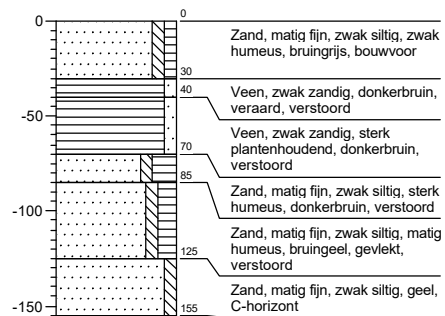 0
0
Zand, matig fijn, zwak siltig, zwak
humeus, bruingrijs, bouwvoor
30
40
Veen, zwak zandig, donkerbruin,
veraard, verstoord
-50
Veen, zwak zandig, sterk
plantenhoudend, donkerbruin,
verstoord
70
85
Zand, matig fijn, zwak siltig, sterk
humeus, donkerbruin, verstoord
-100
Zand, matig fijn, zwak siltig, matig
humeus, bruingeel, gevlekt,
verstoord
125
Zand, matig fijn, zwak siltig, geel,
C-horizont
-150
155